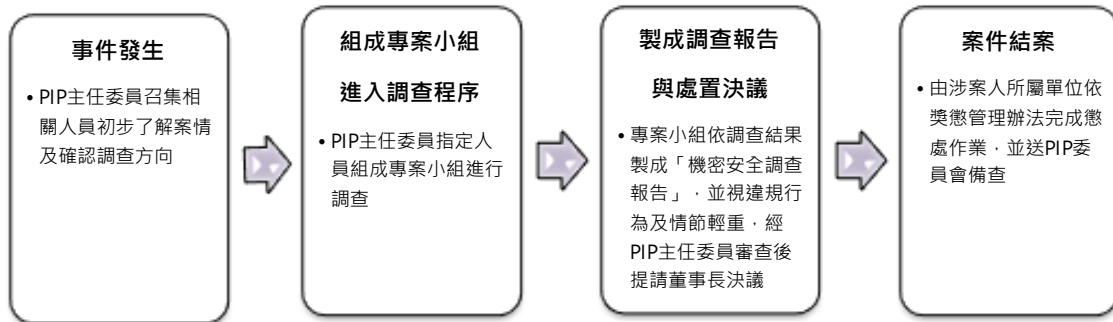 事件發生
• PIP主任委員召集相
關人員初步了解案情
及確認調查方向
組成專案小組
進入調查程序
• PIP主任委員指定人
員組成專案小組進行
調查
製成調查報告
與處置決議
• 專案小組依調查結果
製成「機密安全調查
報告」，並視違規行
為及情節輕重，經
PIP主任委員審查後
提請董事長決議
案件結案
• 由涉案人所屬單位依
獎懲管理辦法完成懲
處作業，並送PIP委
員會備查